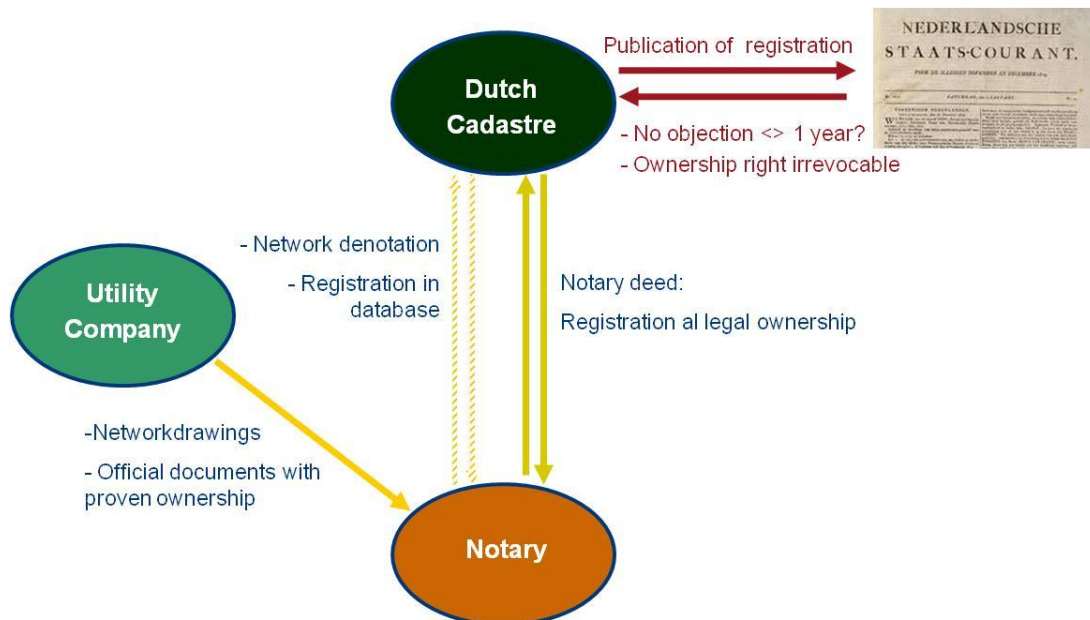 Publication of registration
NEDERLANDSCHE
STAATS-COURANT.
Dutch
Cadastre
- No objection <> 1 year?
- Ownership right irrevocable
- Network denotation
- Registration in
database
Notary deed:
Registration al legal ownership
Utility
Company
-Networkdrawings
- Official documents with
proven ownership
Notary